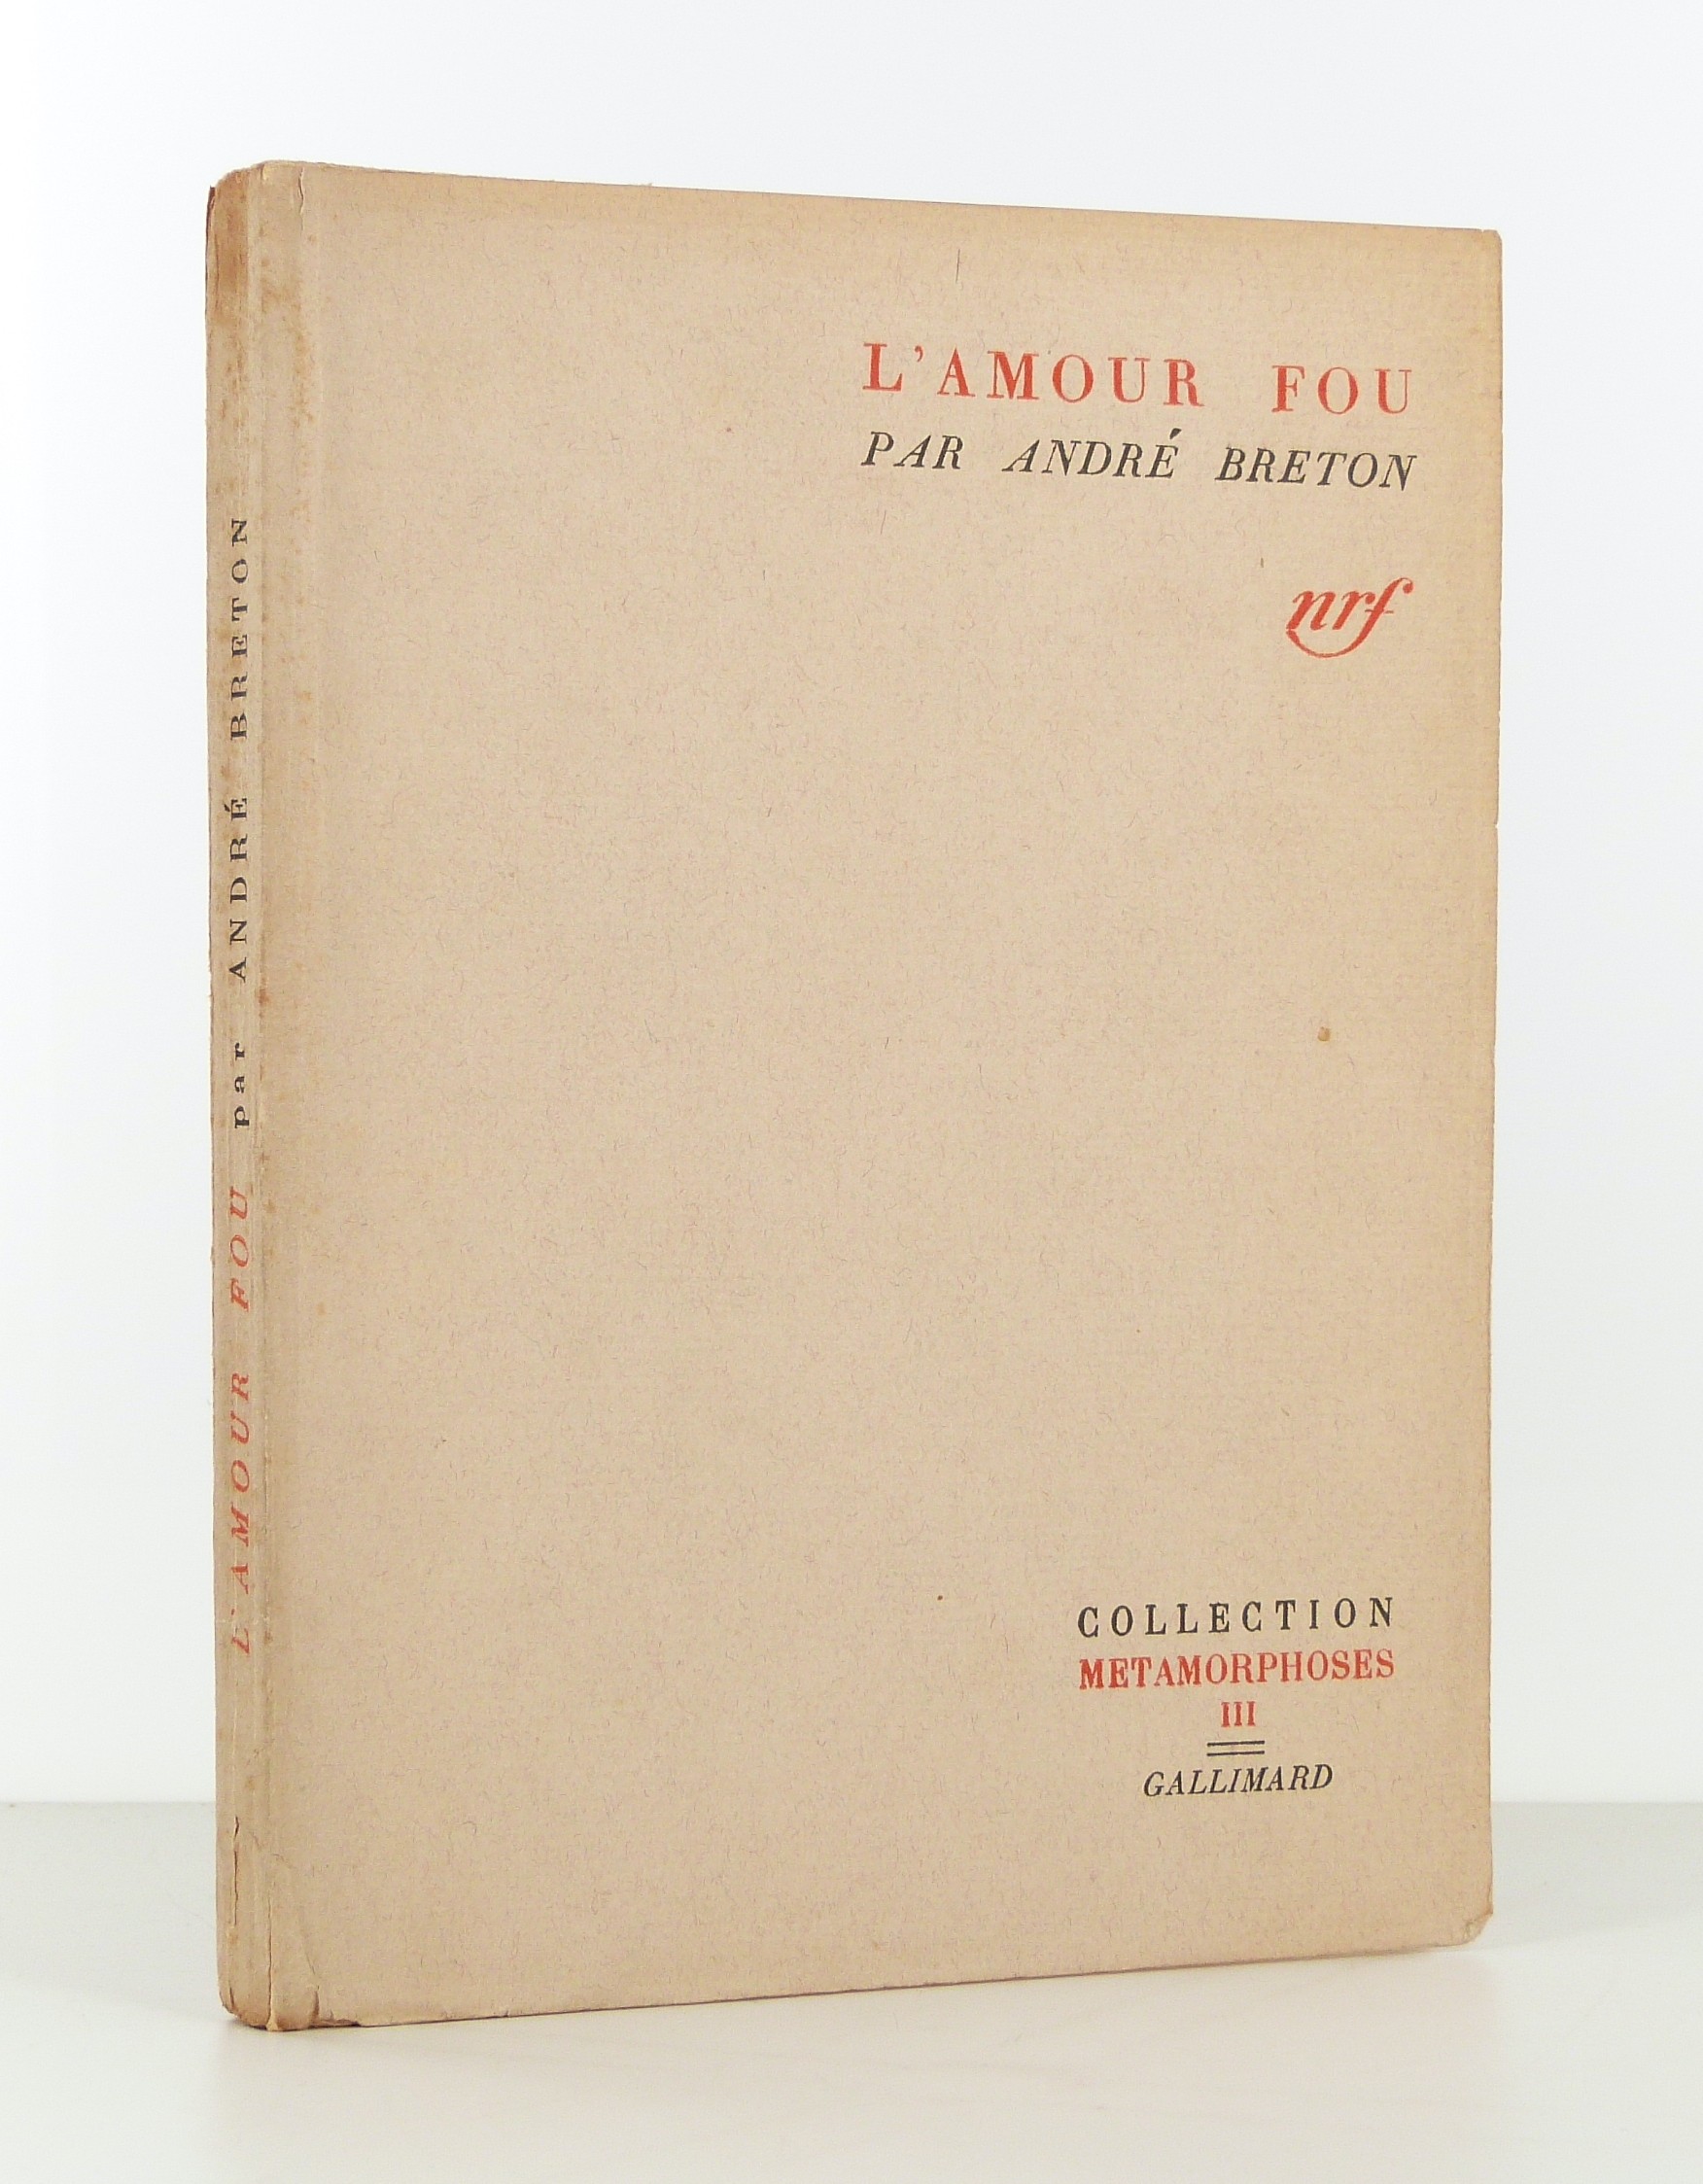 L'AMOUR FOU
PAR ANDRÉ BRETON
nrf
COLLECTION
METAMORPHOSES
III
GALLIMARD
L'AMOUR FOU par ANDRÉ BRETON